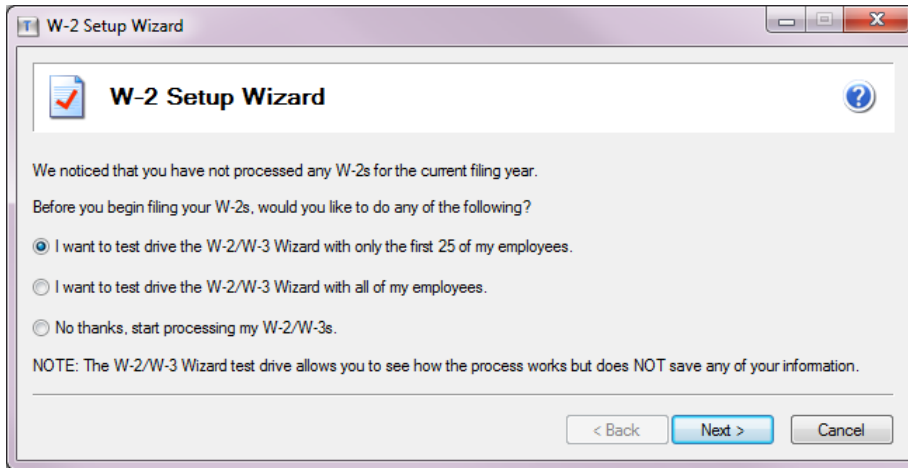 W-2 Setup Wizard
W-2 Setup Wizard
We noticed that you have not processed any W-2s for the current filing year.
Before you begin filing your W-2s, would you like to do any of the following?
I want to test drive the W-2/W-3 Wizard with only the first 25 of my employees.
I want to test drive the W-2/W-3 Wizard with all of my employees.
No thanks, start processing my W-2/W-3s.
NOTE: The W-2/W-3 Wizard test drive allows you to see how the process works but does NOT save any of your information.
< Back Next > Cancel